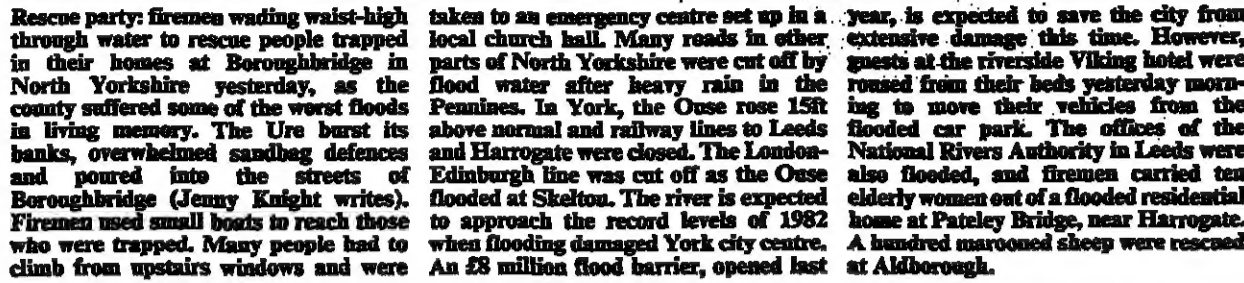 Rescue party: firemen wading waist-high
through water to rescue people trapped
in their homes at Boroughbridge in
North Yorkshire yesterday, as the
county suffered some of the worst floods
in living memory. The Ure burst its
banks, overwhelmed sandbag defences
and poured into the streets of
Boroughbridge (Jenny Knight writes).
Firemen used small boats to reach those
who were trapped. Many people had to
climb from upstairs windows and were
taken to an emergency centre set up in a
local church hall. Many roads in other
parts of North Yorkshire were cut off by
flood water after heavy rain in the
Pennines. In York, the Ouse rose 15ft
above normal and railway lines to Leeds
and Harrogate were closed. The London-
Edinburgh line was cut off as the Ouse
flooded at Skelton. The river is expected
to approach the record levels of 1982
when flooding damaged York city centre.
An £8 million flood barrier, opened last
year, is expected to save the city from
extensive damage this time. However,
guests at the riverside Viking hotel were
roused from their beds yesterday morn-
ing to move their vehicles from the
flooded car park. The offices of the
National Rivers Authority in Leeds were
also flooded, and firemen carried ten
elderly women out of a flooded residential
home at Pateley Bridge, near Harrogate.
A hundred marooned sheep were rescued
at Aldborough.